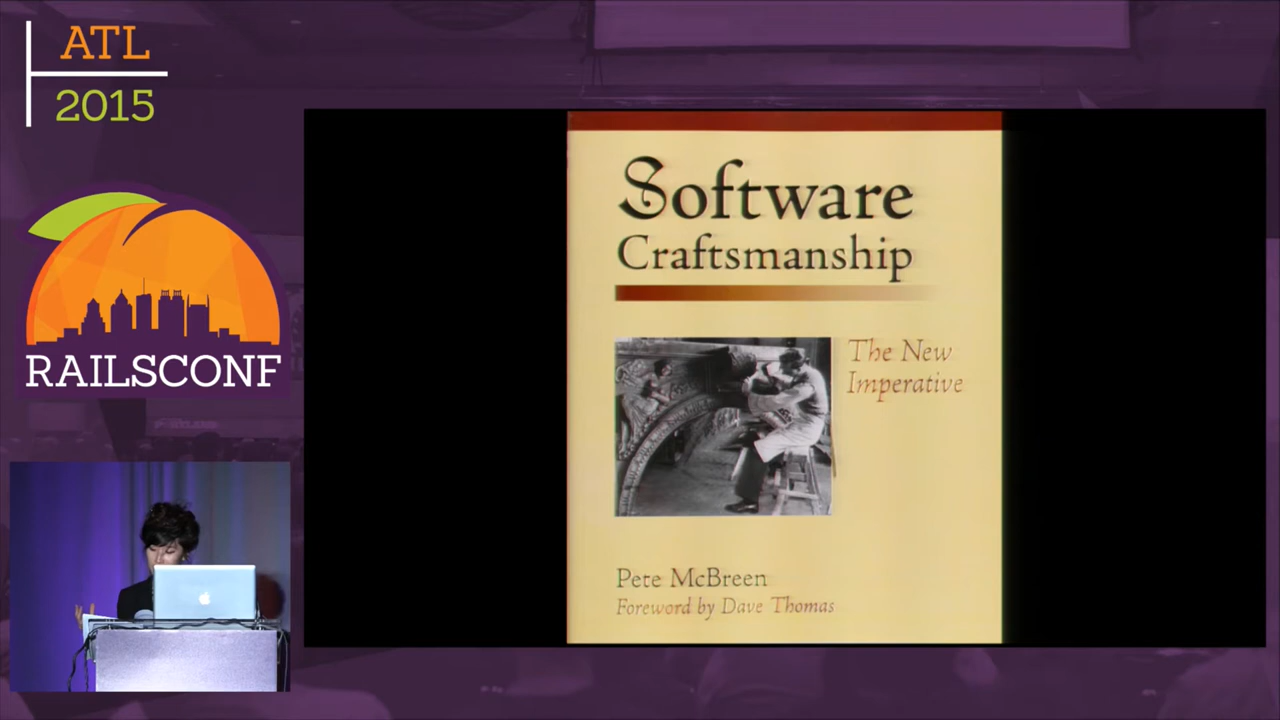 ATL
2015
RAILSCONF
Software
Craftsmanship
The New
Imperative
Pete McBreen
Foreword by Dave Thomas